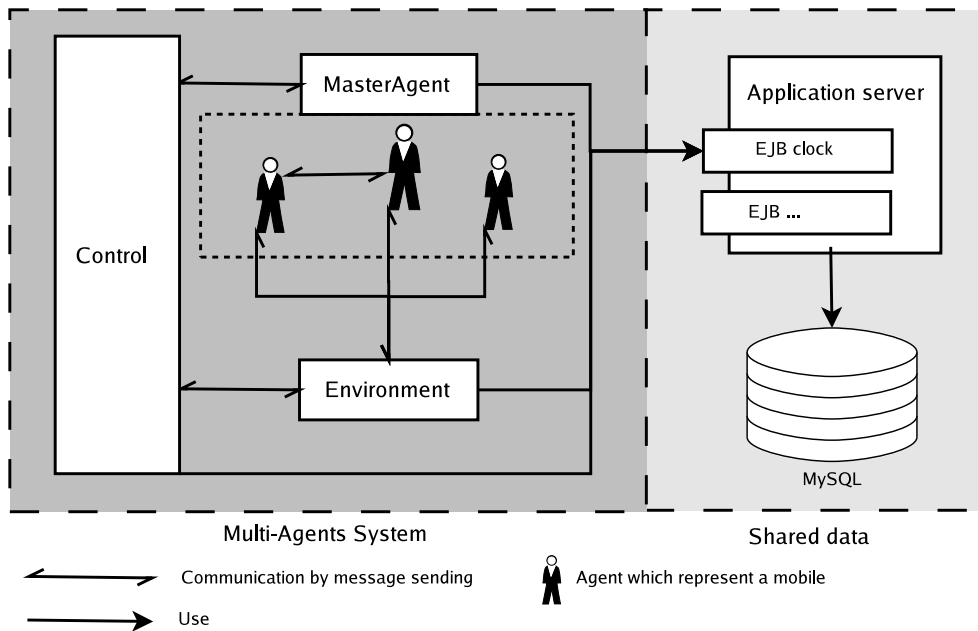 MasterAgent
Application server
EJB clock
EJB ...
Control
Environment
MySQL
Multi-Agents System
Shared data
Communication by message sending
Agent which represent a mobile
Use